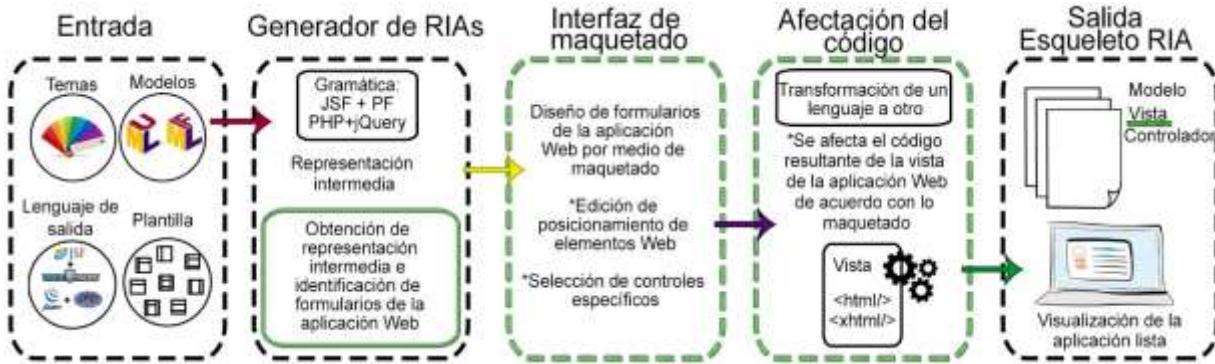 Entrada
Temas
Modelos
Lenguaje de
salida
Plantilla
Generador de RIAs
Gramática:
JSF + PF
PHP+jQuery
Representación
intermedia
Obtención de
representación
intermedia e
identificación de
formularios de la
aplicación Web
Interfaz de
maquetado
Diseño de formularios
de la aplicación
Web por medio de
maquetado
*Edición de
posicionamiento de
elementos Web
*Selección de controles
específicos
Afectación del
código
Transformación de un
lenguaje a otro
*Se afecta el código
resultante de la vista
de la aplicación Web
de acuerdo con lo
maquetado
Vista
<html/>
<xhtml/>
Salida
Esqueleto RIA
Modelo
Vista
Controlador
Visualización de la
aplicación lista